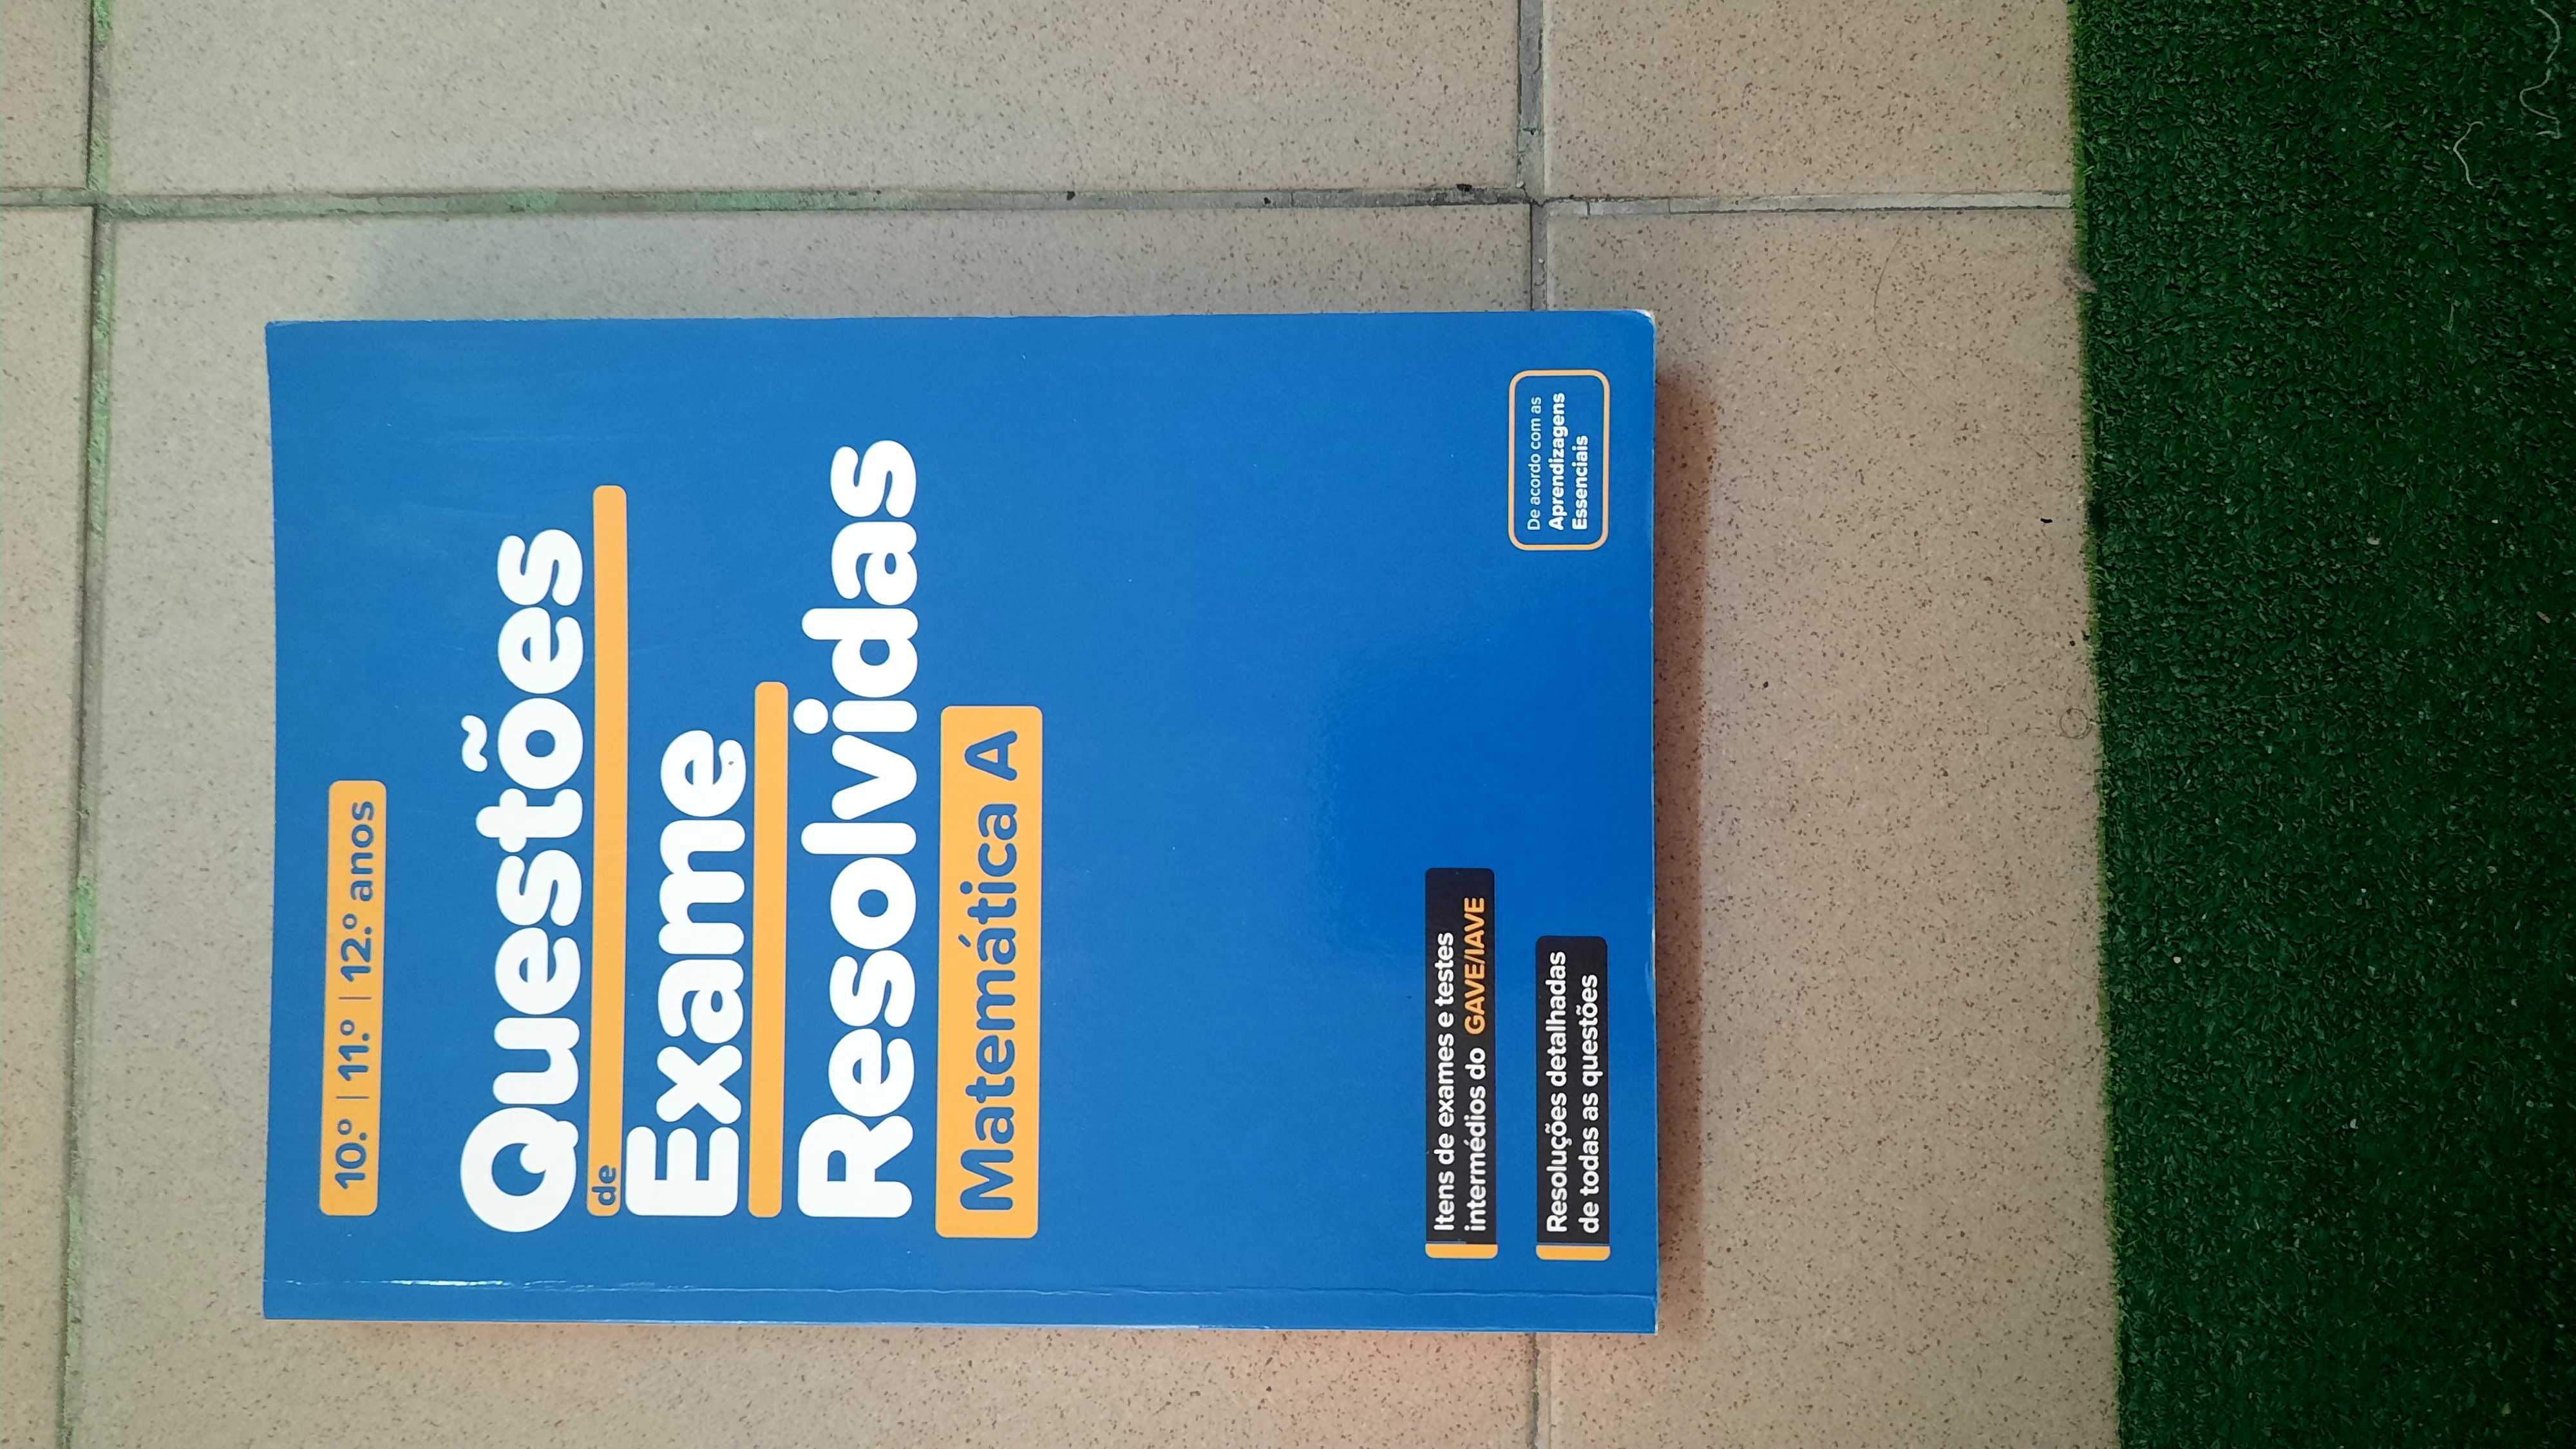 10.º | 11.º | 12.º anos
Questões
de
Exame
Resolvidas
Matemática A
Itens de exames e testes
intermédios do GAVE/IAVE
Resoluções detalhadas
de todas as questões
De acordo com as
Aprendizagens
Essenciais